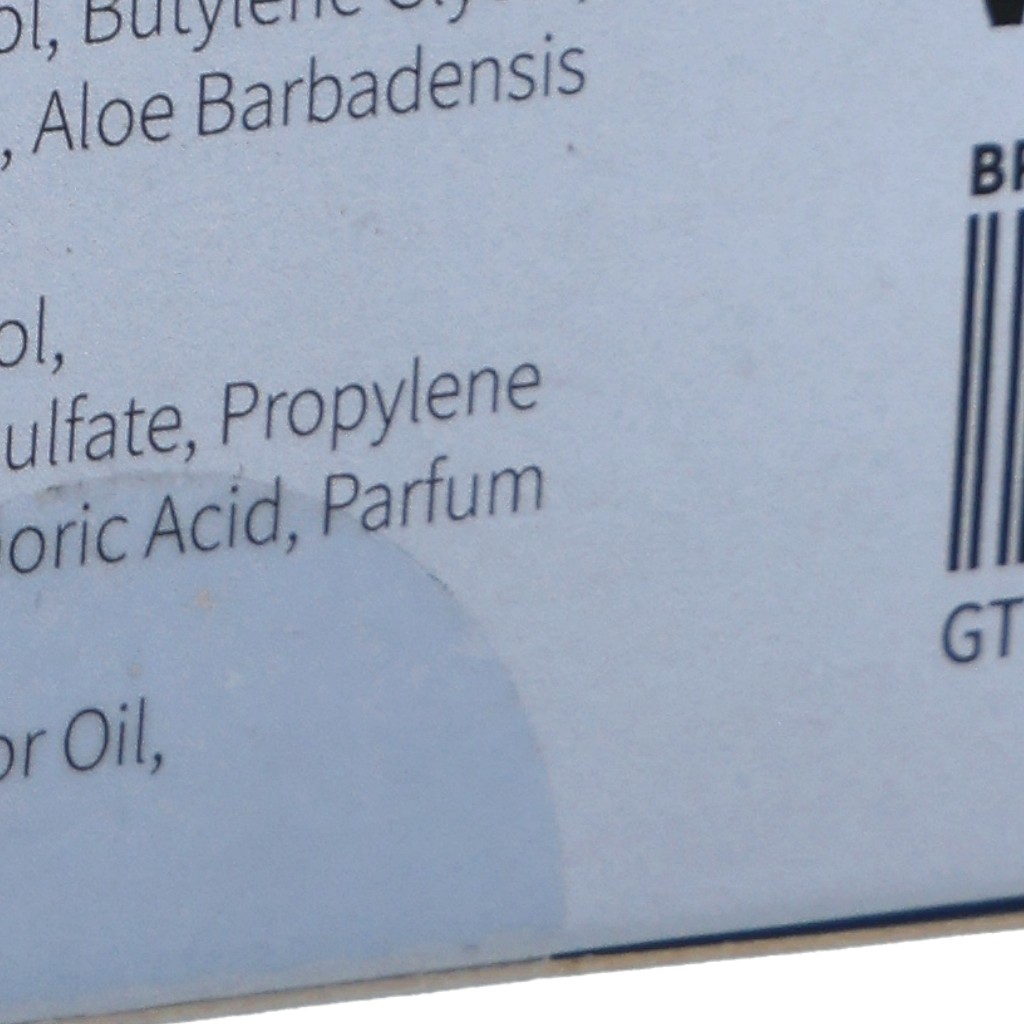 ol, Butylene
, Aloe Barbadensis
ol,
ulfate, Propylene
oric Acid, Parfum
or Oil,
BR
GT